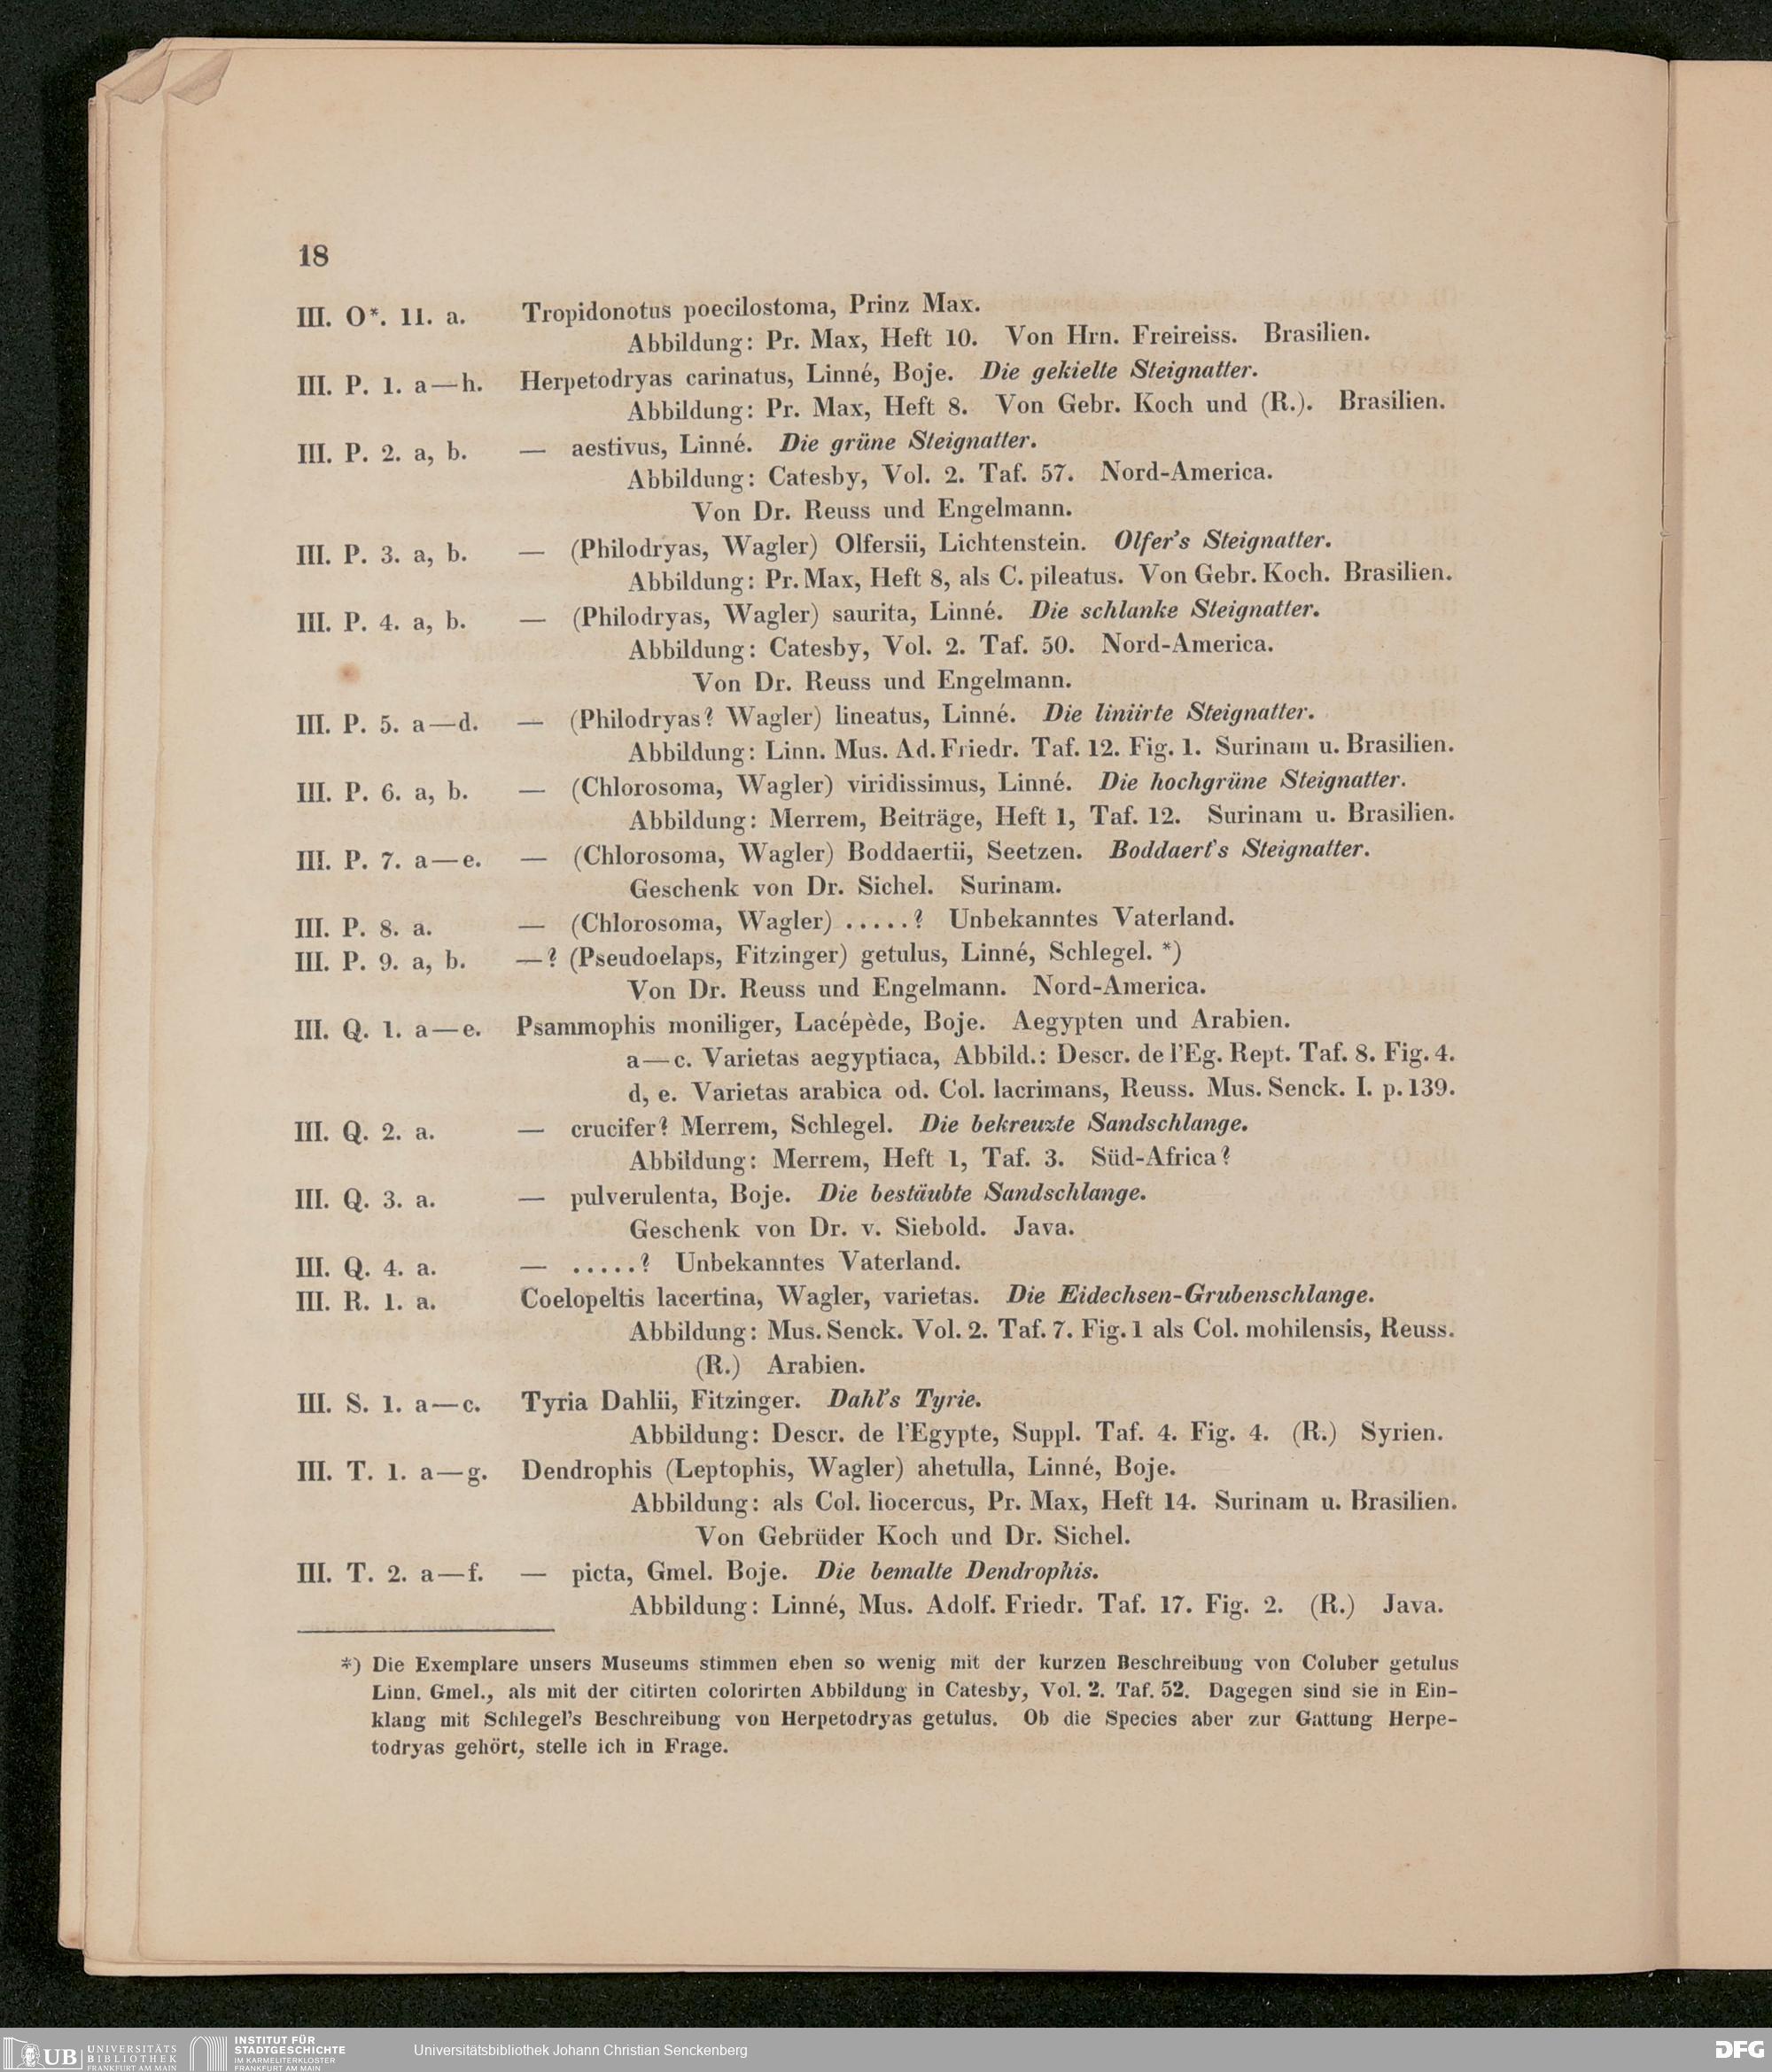 18
III. O*. 11. a. Tropidonotus poecilostoma, Prinz Max.
Abbildung: Pr. Max, Heft 10. Von Hrn. Freireiss. Brasilien.
III. P. 1. a—h. Herpetodryas carinatus, Linné, Boje. Die gekielte Steignatter.
Abbildung: Pr. Max, Heft 8. Von Gebr. Koch und (R.). Brasilien.
III. P. 2. a, b. — aestivus, Linné. Die grüne Steignatter.
Abbildung: Catesby, Vol. 2. Taf. 57. Nord-America.
Von Dr. Reuss und Engelmann.
III. P. 3. a, b. — (Philodryas, Wagler) Olfersii, Lichtenstein. Olfer's Steignatter.
Abbildung: Pr. Max, Heft 8, als C. pileatus. Von Gebr. Koch. Brasilien.
III. P. 4. a, b. — (Philodryas, Wagler) saurita, Linné. Die schlanke Steignatter.
Abbildung: Catesby, Vol. 2. Taf. 50. Nord-America.
Von Dr. Reuss und Engelmann.
III. P. 5. a—d. — (Philodryas? Wagler) lineatus, Linné. Die liniirte Steignatter.
Abbildung: Linn. Mus. Ad. Friedr. Taf. 12. Fig. 1. Surinam u. Brasilien.
III. P. 6. a, b. — (Chlorosoma, Wagler) viridissimus, Linné. Die hochgrüne Steignatter.
Abbildung: Merrem, Beiträge, Heft 1, Taf. 12. Surinam u. Brasilien.
III. P. 7. a—e. — (Chlorosoma, Wagler) Boddaertii, Seetzen. Boddaert's Steignatter.
Geschenk von Dr. Sichel. Surinam.
III. P. 8. a. — (Chlorosoma, Wagler) .....? Unbekanntes Vaterland.
III. P. 9. a, b. —? (Pseudoelaps, Fitzinger) getulus, Linné, Schlegel. *)
Von Dr. Reuss und Engelmann. Nord-America.
III. Q. 1. a—e. Psammophis moniliger, Lacépède, Boje. Aegypten und Arabien.
a—c. Varietas aegyptiaca, Abbild.: Descr. de l'Eg. Rept. Taf. 8. Fig. 4.
d, e. Varietas arabica od. Col. lacrimans, Reuss. Mus. Senck. I. p. 139.
III. Q. 2. a. — crucifer? Merrem, Schlegel. Die bekreuzte Sandschlange.
Abbildung: Merrem, Heft 1, Taf. 3. Süd-Africa?
III. Q. 3. a. — pulverulenta, Boje. Die bestäubte Sandschlange.
Geschenk von Dr. v. Siebold. Java.
III. Q. 4. a. — .....? Unbekanntes Vaterland.
III. R. 1. a. Coelopeltis lacertina, Wagler, varietas. Die Eidechsen-Grubenschlange.
Abbildung: Mus. Senck. Vol. 2. Taf. 7. Fig. 1 als Col. mohilensis, Reuss.
(R.) Arabien.
III. S. 1. a—c. Tyria Dahlii, Fitzinger. Dahl's Tyrie.
Abbildung: Descr. de l'Egypte, Suppl. Taf. 4. Fig. 4. (R.) Syrien.
III. T. 1. a—g. Dendrophis (Leptophis, Wagler) ahetulla, Linné, Boje.
Abbildung: als Col. liocercus, Pr. Max, Heft 14. Surinam u. Brasilien.
Von Gebrüder Koch und Dr. Sichel.
III. T. 2. a—f. — picta, Gmel. Boje. Die bemalte Dendrophis.
Abbildung: Linné, Mus. Adolf. Friedr. Taf. 17. Fig. 2. (R.) Java.
*) Die Exemplare unsers Museums stimmen eben so wenig mit der kurzen Beschreibung von Coluber getulus
Linn. Gmel., als mit der citirten colorirten Abbildung in Catesby, Vol. 2. Taf. 52. Dagegen sind sie in Ein-
klang mit Schlegel's Beschreibung von Herpetodryas getulus. Ob die Species aber zur Gattung Herpe-
todryas gehört, stelle ich in Frage.
UB UNIVERSITÄTS
BIBLIOTHEK
FRANKFURT AM MAIN
INSTITUT FÜR
STADTGESCHICHTE
IM KARMELITERKLOSTER
FRANKFURT AM MAIN
Universitätsbibliothek Johann Christian Senckenberg
DFG